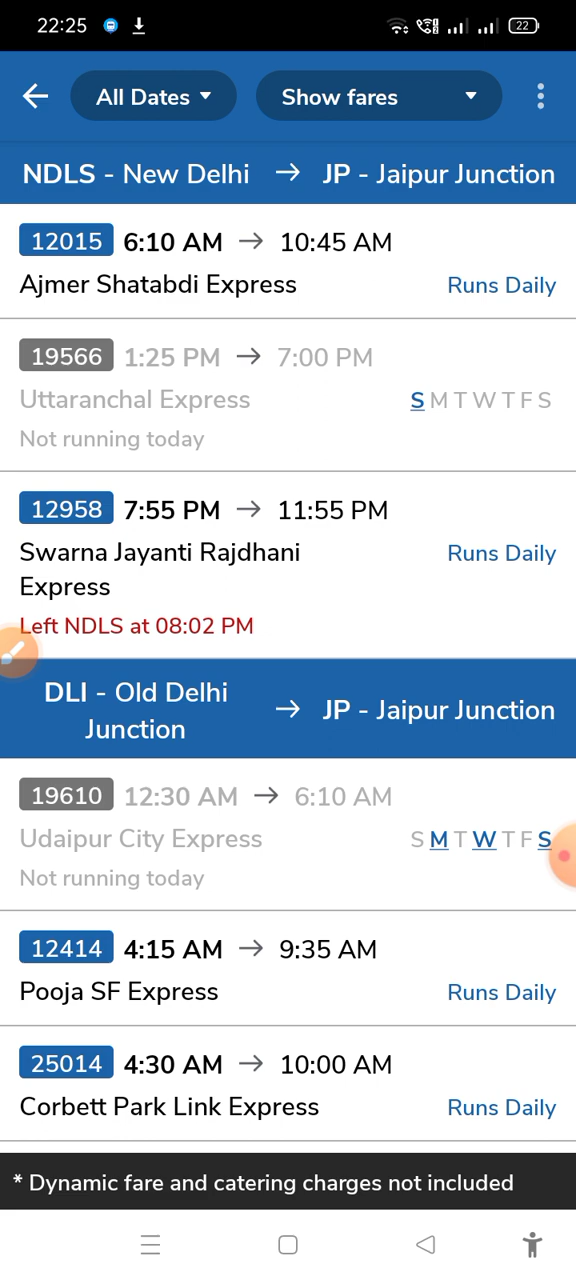 22:25 22
All Dates Show fares
NDLS - New Delhi → JP - Jaipur Junction
12015 6:10 AM → 10:45 AM
Ajmer Shatabdi Express Runs Daily
19566 1:25 PM → 7:00 PM
Uttaranchal Express S M T W T F S
Not running today
12958 7:55 PM → 11:55 PM
Swarna Jayanti Rajdhani Runs Daily
Express
Left NDLS at 08:02 PM
DLI - Old Delhi
Junction → JP - Jaipur Junction
19610 12:30 AM → 6:10 AM
Udaipur City Express S M T W T F S
Not running today
12414 4:15 AM → 9:35 AM
Pooja SF Express Runs Daily
25014 4:30 AM → 10:00 AM
Corbett Park Link Express Runs Daily
* Dynamic fare and catering charges not included